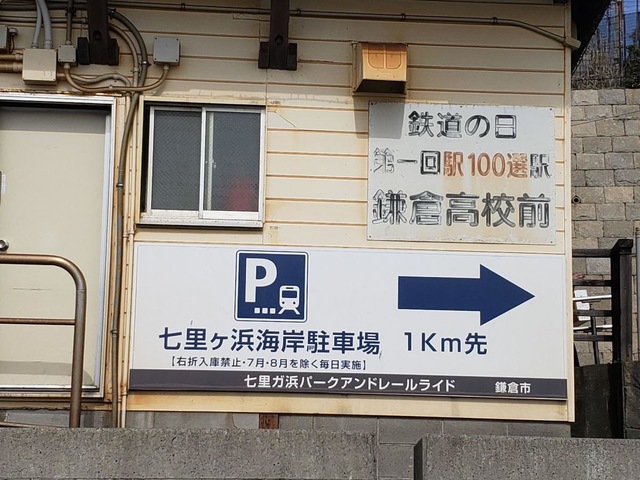 鉄道の日
第一回駅100選駅
鎌倉高校前
P
七里ヶ浜海岸駐車場 1Km先
【右折入庫禁止・7月・8月を除く毎日実施】
七里ガ浜パークアンドレールライド 鎌倉市